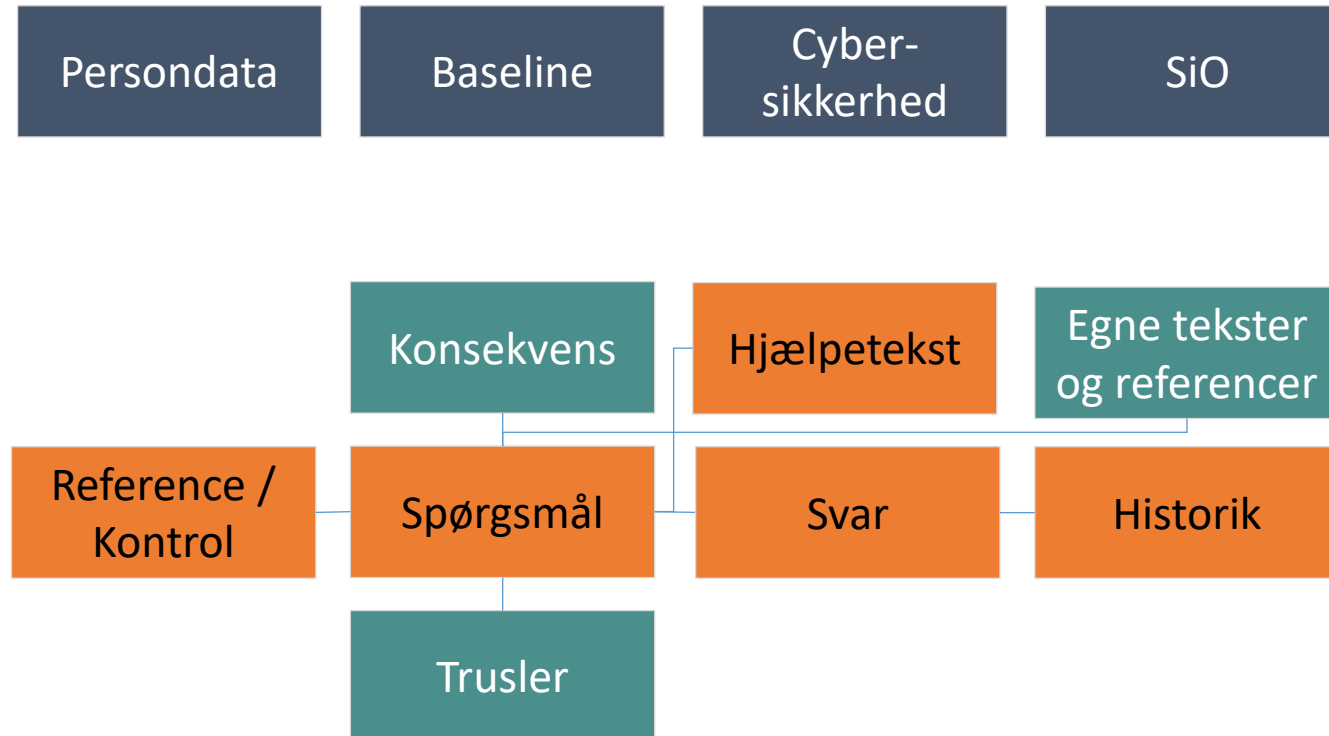 Persondata
Baseline
Cyber-
sikkerhed
SiO
Konsekvens
Hjælpetekst
Egne tekster
og referencer
Reference /
Kontrol
Spørgsmål
Svar
Historik
Trusler